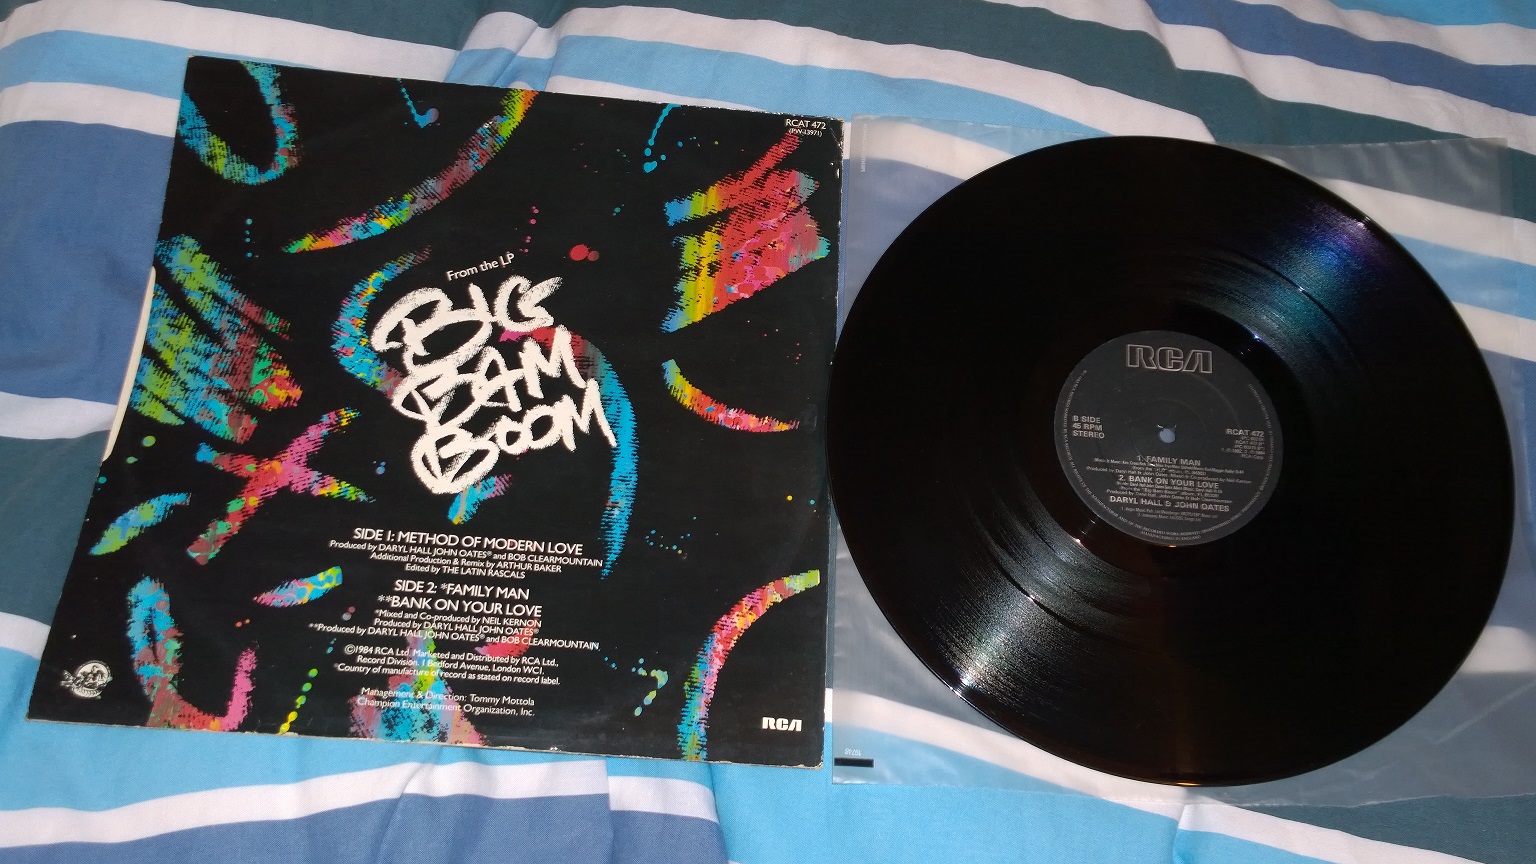 RCAT 472
(PW-13971)
From the LP
BIG
BAM
BOOM
SIDE 1: METHOD OF MODERN LOVE
Produced by DARYL HALL JOHN OATES® and BOB CLEARMOUNTAIN
Additional Production & Remix by ARTHUR BAKER
Edited by THE LATIN RASCALS
SIDE 2: *FAMILY MAN
**BANK ON YOUR LOVE
*Mixed and Co-produced by NEIL KERNON
Produced by DARYL HALL JOHN OATES®
**Produced by DARYL HALL JOHN OATES® and BOB CLEARMOUNTAIN
©1984 RCA Ltd. Marketed and Distributed by RCA Ltd.,
Record Division. 1 Bedford Avenue, London WC1.
*Country of manufacture of record as stated on record label.
Management & Direction: Tommy Mottola
Champion Entertainment Organization, Inc.
RCA
RCA
B SIDE
45 RPM
STEREO
RCAT 472
1. FAMILY MAN
2. BANK ON YOUR LOVE
DARYL HALL & JOHN OATES